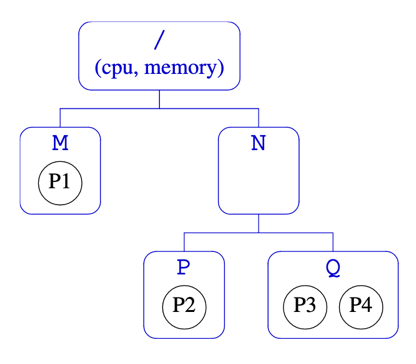 /
(cpu, memory)
M
N
P1
P
Q
P2
P3 P4